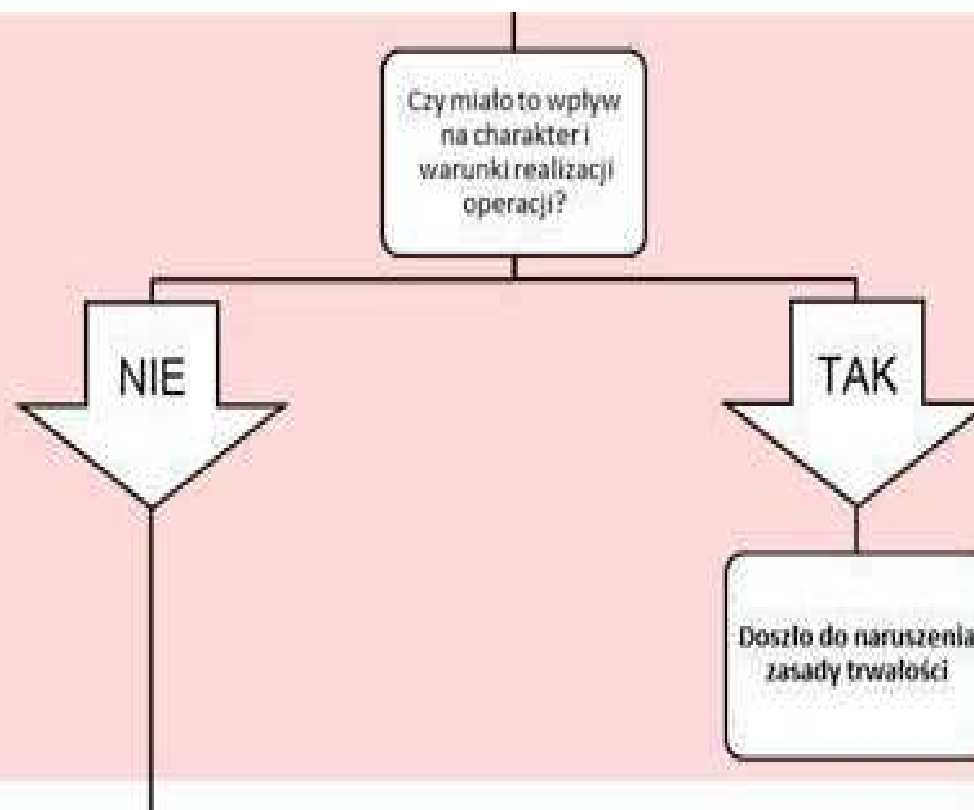 Czy miało to wpływ
na charakter i
warunki realizacji
operacji?
NIE
TAK
Doszło do naruszenia
zasady trwałości